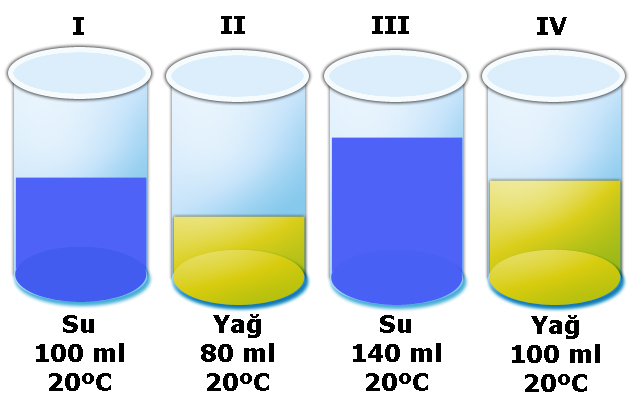 I II III IV
Su Yağ Su Yağ
100 ml 80 ml 140 ml 100 ml
20ºC 20ºC 20ºC 20ºC